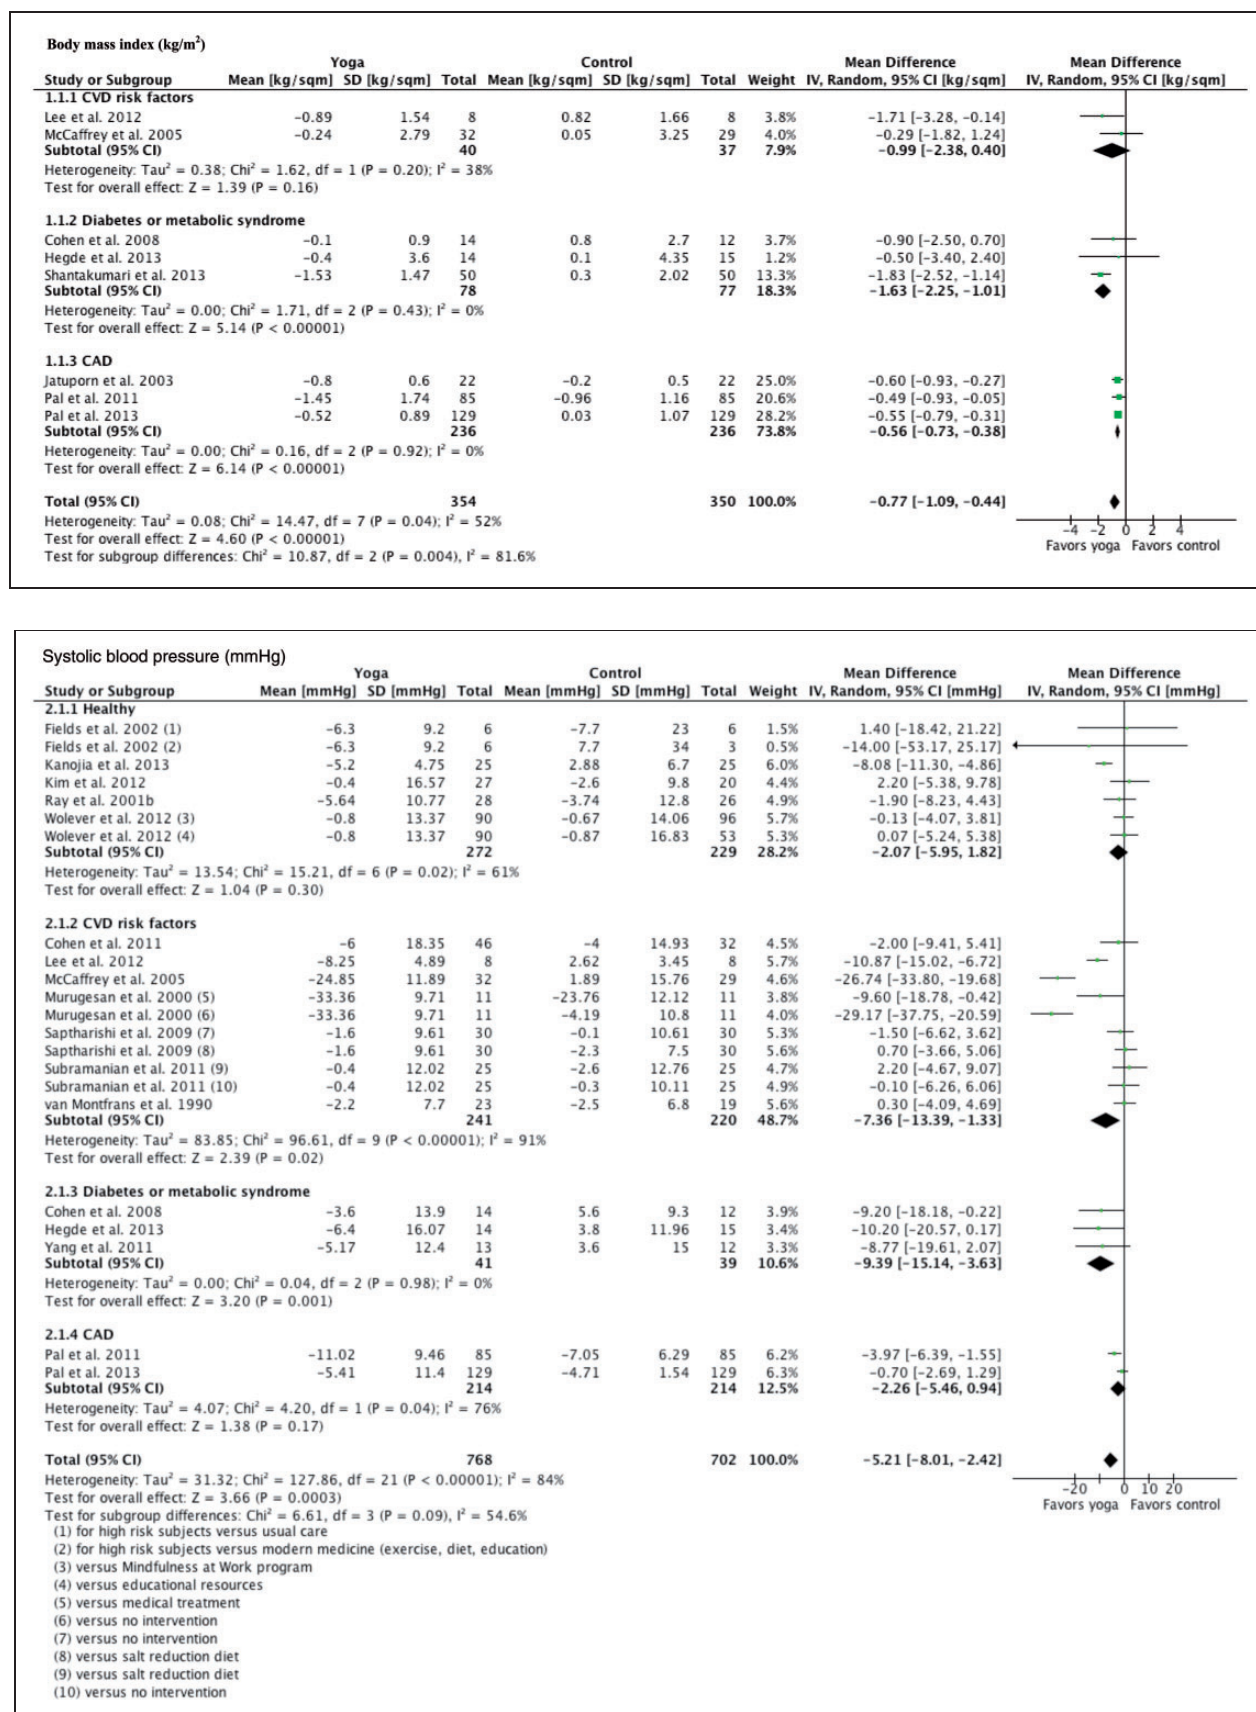 Body mass index (kg/m²)
Yoga Control Mean Difference Mean Difference
Study or Subgroup Mean [kg/sqm] SD [kg/sqm] Total Mean [kg/sqm] SD [kg/sqm] Total Weight IV, Random, 95% CI [kg/sqm] IV, Random, 95% CI [kg/sqm]
1.1.1 CVD risk factors
Lee et al. 2012 −0.89 1.54 8 0.82 1.66 8 3.8% −1.71 [−3.28, −0.14]
McCaffrey et al. 2005 −0.24 2.79 32 0.05 3.25 29 4.0% −0.29 [−1.82, 1.24]
Subtotal (95% CI) 40 37 7.9% −0.99 [−2.38, 0.40]
Heterogeneity: Tau² = 0.38; Chi² = 1.62, df = 1 (P = 0.20); I² = 38%
Test for overall effect: Z = 1.39 (P = 0.16)
1.1.2 Diabetes or metabolic syndrome
Cohen et al. 2008 −0.1 0.9 14 0.8 2.7 12 3.7% −0.90 [−2.50, 0.70]
Hegde et al. 2013 −0.4 3.6 14 0.1 4.35 15 1.2% −0.50 [−3.40, 2.40]
Shantakumari et al. 2013 −1.53 1.47 50 0.3 2.02 50 13.3% −1.83 [−2.52, −1.14]
Subtotal (95% CI) 78 77 18.3% −1.63 [−2.25, −1.01]
Heterogeneity: Tau² = 0.00; Chi² = 1.71, df = 2 (P = 0.43); I² = 0%
Test for overall effect: Z = 5.14 (P < 0.00001)
1.1.3 CAD
Jatuporn et al. 2003 −0.8 0.6 22 −0.2 0.5 22 25.0% −0.60 [−0.93, −0.27]
Pal et al. 2011 −1.45 1.74 85 −0.96 1.16 85 20.6% −0.49 [−0.93, −0.05]
Pal et al. 2013 −0.52 0.89 129 0.03 1.07 129 28.2% −0.55 [−0.79, −0.31]
Subtotal (95% CI) 236 236 73.8% −0.56 [−0.73, −0.38]
Heterogeneity: Tau² = 0.00; Chi² = 0.16, df = 2 (P = 0.92); I² = 0%
Test for overall effect: Z = 6.14 (P < 0.00001)
Total (95% CI) 354 350 100.0% −0.77 [−1.09, −0.44]
Heterogeneity: Tau² = 0.08; Chi² = 14.47, df = 7 (P = 0.04); I² = 52%
Test for overall effect: Z = 4.60 (P < 0.00001)
Test for subgroup differences: Chi² = 10.87, df = 2 (P = 0.004), I² = 81.6%
−4 −2 0 2 4
Favors yoga Favors control
Systolic blood pressure (mmHg)
Yoga Control Mean Difference Mean Difference
Study or Subgroup Mean [mmHg] SD [mmHg] Total Mean [mmHg] SD [mmHg] Total Weight IV, Random, 95% CI [mmHg] IV, Random, 95% CI [mmHg]
2.1.1 Healthy
Fields et al. 2002 (1) −6.3 9.2 6 −7.7 23 6 1.5% 1.40 [−18.42, 21.22]
Fields et al. 2002 (2) −6.3 9.2 6 7.7 34 3 0.5% −14.00 [−53.17, 25.17]
Kanojia et al. 2013 −5.2 4.75 25 2.88 6.7 25 6.0% −8.08 [−11.30, −4.86]
Kim et al. 2012 −0.4 16.57 27 −2.6 9.8 20 4.4% 2.20 [−5.38, 9.78]
Ray et al. 2001b −5.64 10.77 28 −3.74 12.8 26 4.9% −1.90 [−8.23, 4.43]
Wolever et al. 2012 (3) −0.8 13.37 90 −0.67 14.06 96 5.7% −0.13 [−4.07, 3.81]
Wolever et al. 2012 (4) −0.8 13.37 90 −0.87 16.83 53 5.3% 0.07 [−5.24, 5.38]
Subtotal (95% CI) 272 229 28.2% −2.07 [−5.95, 1.82]
Heterogeneity: Tau² = 13.54; Chi² = 15.21, df = 6 (P = 0.02); I² = 61%
Test for overall effect: Z = 1.04 (P = 0.30)
2.1.2 CVD risk factors
Cohen et al. 2011 −6 18.35 46 −4 14.93 32 4.5% −2.00 [−9.41, 5.41]
Lee et al. 2012 −8.25 4.89 8 2.62 3.45 8 5.7% −10.87 [−15.02, −6.72]
McCaffrey et al. 2005 −24.85 11.89 32 1.89 15.76 29 4.6% −26.74 [−33.80, −19.68]
Murugesan et al. 2000 (5) −33.36 9.71 11 −23.76 12.12 11 3.8% −9.60 [−18.78, −0.42]
Murugesan et al. 2000 (6) −33.36 9.71 11 −4.19 10.8 11 4.0% −29.17 [−37.75, −20.59]
Saptharishi et al. 2009 (7) −1.6 9.61 30 −0.1 10.61 30 5.3% −1.50 [−6.62, 3.62]
Saptharishi et al. 2009 (8) −1.6 9.61 30 −2.3 7.5 30 5.6% 0.70 [−3.66, 5.06]
Subramanian et al. 2011 (9) −0.4 12.02 25 −2.6 12.76 25 4.7% 2.20 [−4.67, 9.07]
Subramanian et al. 2011 (10) −0.4 12.02 25 −0.3 10.11 25 4.9% −0.10 [−6.26, 6.06]
van Montfrans et al. 1990 −2.2 7.7 23 −2.5 6.8 19 5.6% 0.30 [−4.09, 4.69]
Subtotal (95% CI) 241 220 48.7% −7.36 [−13.39, −1.33]
Heterogeneity: Tau² = 83.85; Chi² = 96.61, df = 9 (P < 0.00001); I² = 91%
Test for overall effect: Z = 2.39 (P = 0.02)
2.1.3 Diabetes or metabolic syndrome
Cohen et al. 2008 −3.6 13.9 14 5.6 9.3 12 3.9% −9.20 [−18.18, −0.22]
Hegde et al. 2013 −6.4 16.07 14 3.8 11.96 15 3.4% −10.20 [−20.57, 0.17]
Yang et al. 2011 −5.17 12.4 13 3.6 15 12 3.3% −8.77 [−19.61, 2.07]
Subtotal (95% CI) 41 39 10.6% −9.39 [−15.14, −3.63]
Heterogeneity: Tau² = 0.00; Chi² = 0.04, df = 2 (P = 0.98); I² = 0%
Test for overall effect: Z = 3.20 (P = 0.001)
2.1.4 CAD
Pal et al. 2011 −11.02 9.46 85 −7.05 6.29 85 6.2% −3.97 [−6.39, −1.55]
Pal et al. 2013 −5.41 11.4 129 −4.71 1.54 129 6.3% −0.70 [−2.69, 1.29]
Subtotal (95% CI) 214 214 12.5% −2.26 [−5.46, 0.94]
Heterogeneity: Tau² = 4.07; Chi² = 4.20, df = 1 (P = 0.04); I² = 76%
Test for overall effect: Z = 1.38 (P = 0.17)
Total (95% CI) 768 702 100.0% −5.21 [−8.01, −2.42]
Heterogeneity: Tau² = 31.32; Chi² = 127.86, df = 21 (P < 0.00001); I² = 84%
Test for overall effect: Z = 3.66 (P = 0.0003)
Test for subgroup differences: Chi² = 6.61, df = 3 (P = 0.09), I² = 54.6%
−20 0 10 20
Favors yoga Favors control
(1) for high risk subjects versus usual care
(2) for high risk subjects versus modern medicine (exercise, diet, education)
(3) versus Mindfulness at Work program
(4) versus educational resources
(5) versus medical treatment
(6) versus no intervention
(7) versus no intervention
(8) versus salt reduction diet
(9) versus salt reduction diet
(10) versus no intervention